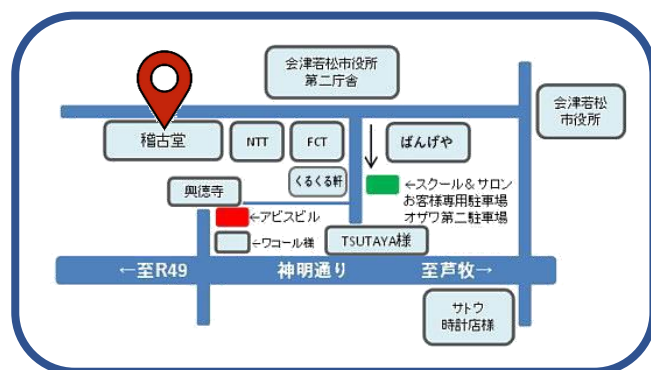 会津若松市役所
第二庁舎
会津若松
市役所
稽古堂
NTT
FCT
ばんげや
くるくる軒
興徳寺
←スクール＆サロン
お客様専用駐車場
オザワ第二駐車場
←アビスビル
←ワコール様
TSUTAYA様
←至R49
神明通り
至芦牧→
サトウ
時計店様